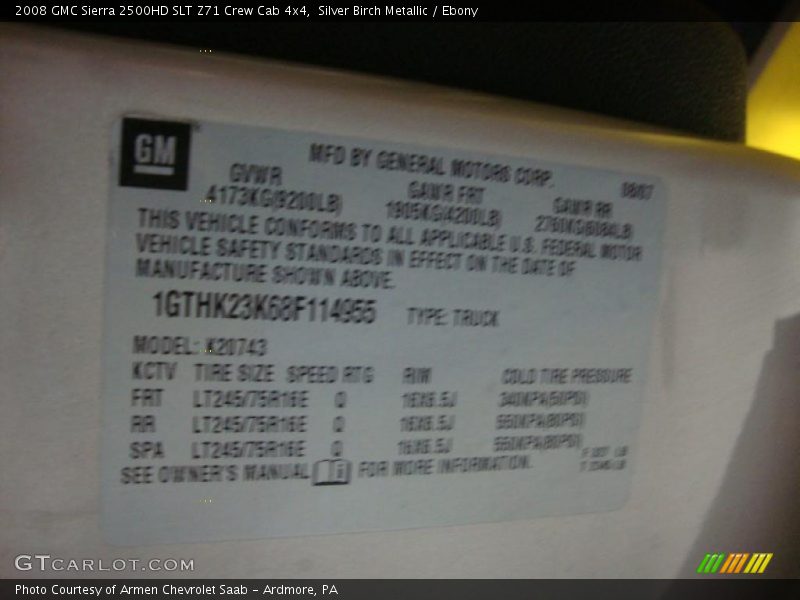 2008 GMC Sierra 2500HD SLT Z71 Crew Cab 4x4,  Silver Birch Metallic / Ebony
GM
MFD BY GENERAL MOTORS CORP.
08/07
GVWR GAWR FRT GAWR RR
4173KG(9200LB) 1905KG(4200LB) 2760KG(6084LB)
THIS VEHICLE CONFORMS TO ALL APPLICABLE U.S. FEDERAL MOTOR
VEHICLE SAFETY STANDARDS IN EFFECT ON THE DATE OF
MANUFACTURE SHOWN ABOVE.
1GTHK23K68F114955 TYPE: TRUCK
MODEL: K20743
KCTV TIRE SIZE SPEED RTG RIM COLD TIRE PRESSURE
FRT LT245/75R16E Q 16X6.5J 340KPA(50PSI)
RR LT245/75R16E Q 16X6.5J 550KPA(80PSI)
SPA LT245/75R16E Q 16X6.5J 550KPA(80PSI)
SEE OWNER'S MANUAL FOR MORE INFORMATION.
GTCARLOT.COM
Photo Courtesy of Armen Chevrolet Saab - Ardmore, PA